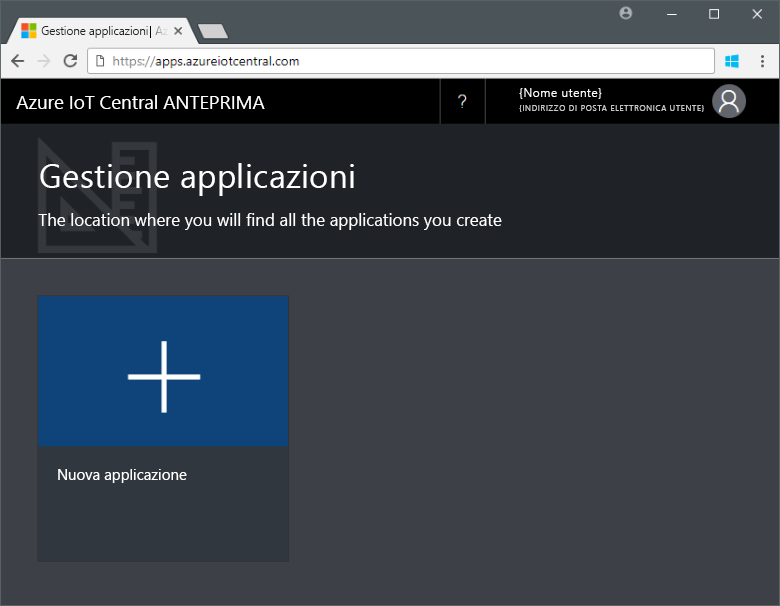 Gestione applicazioni| Az
https://apps.azureiotcentral.com
Azure IoT Central ANTEPRIMA
?
{Nome utente}
{INDIRIZZO DI POSTA ELETTRONICA UTENTE}
Gestione applicazioni
The location where you will find all the applications you create
Nuova applicazione